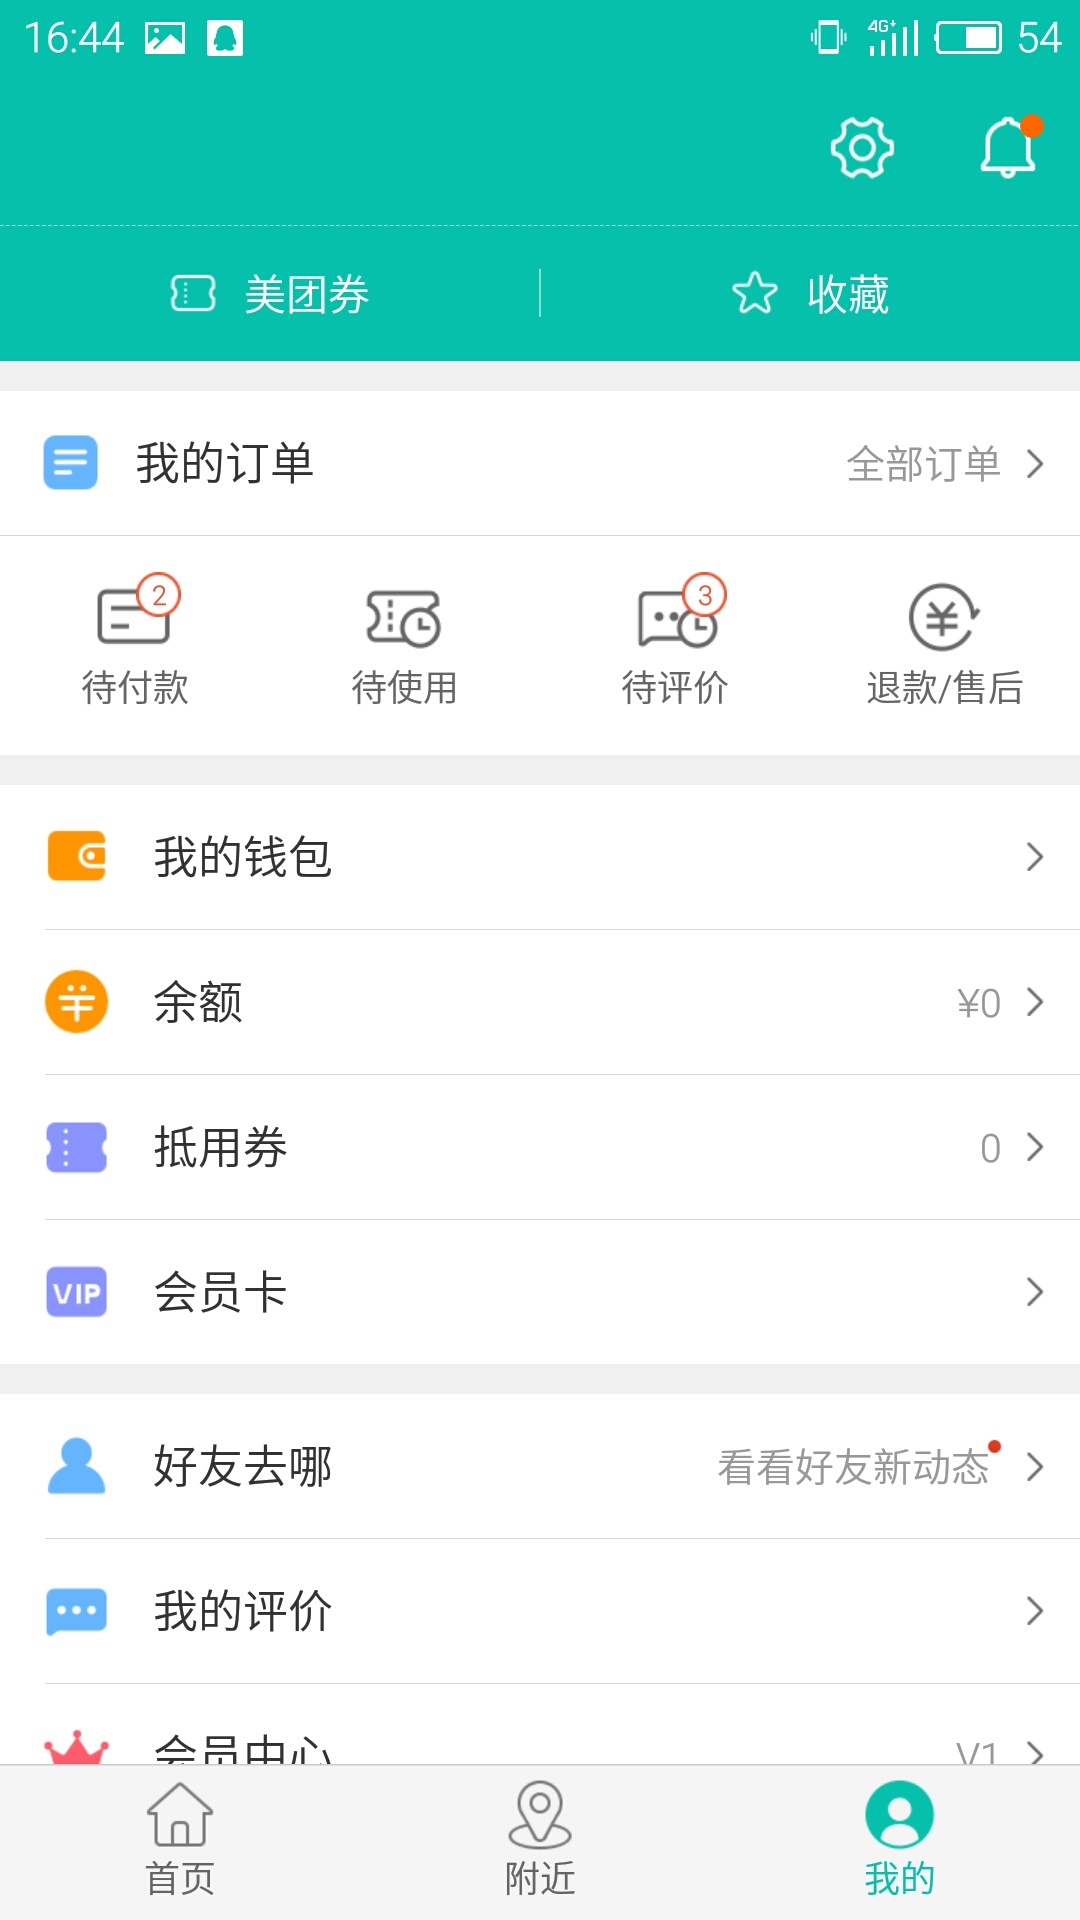 16:44 4G+ 54
美团券 收藏
我的订单 全部订单
2 3
待付款 待使用 待评价 退款/售后
我的钱包
余额 ¥0
抵用券 0
VIP 会员卡
好友去哪 看看好友新动态
我的评价
会员中心 V1
首页 附近 我的